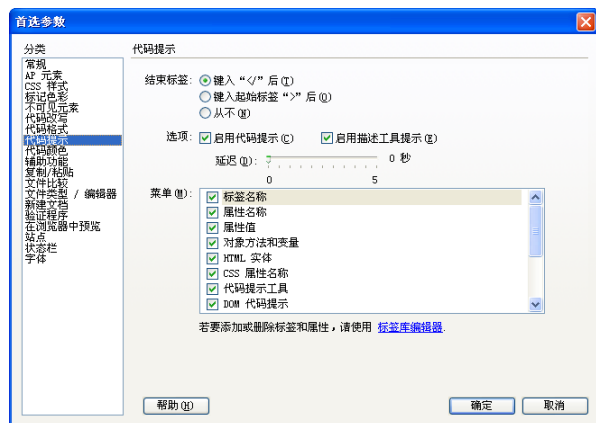 首选参数
分类
常规
AP 元素
CSS 样式
标记色彩
不可见元素
代码改写
代码格式
代码提示
代码颜色
辅助功能
复制/粘贴
文件比较
文件类型 / 编辑器
新建文档
验证程序
在浏览器中预览
站点
状态栏
字体
代码提示
结束标签: 键入“</”后(T)
键入起始标签“>”后(O)
从不(N)
选项: 启用代码提示(C) 启用描述工具提示(E)
延迟(D): 0 秒
0 5
菜单(M): 标签名称
属性名称
属性值
对象方法和变量
HTML 实体
CSS 属性名称
代码提示工具
DOM 代码提示
若要添加或删除标签和属性，请使用 标签库编辑器.
帮助(H) 确定 取消